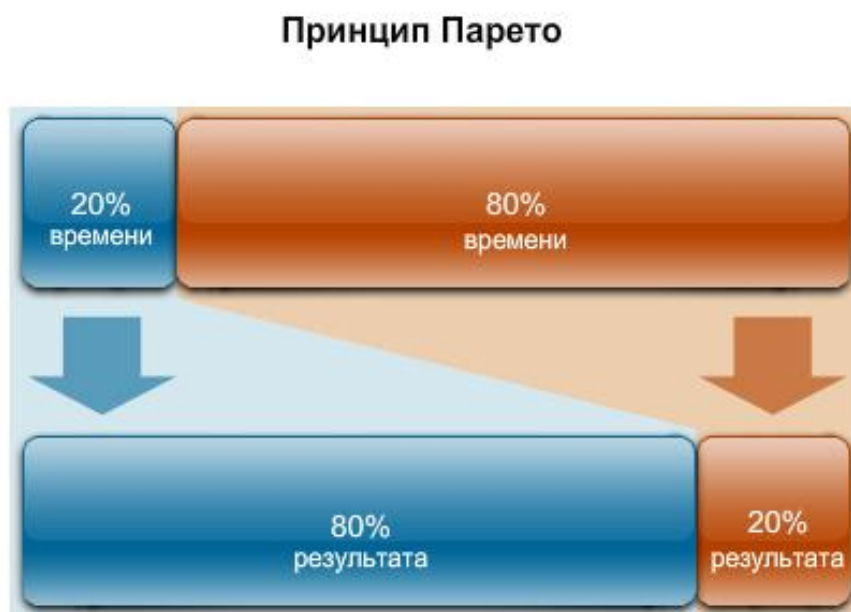 Принцип Парето
20%
времени
80%
времени
80%
результата
20%
результата